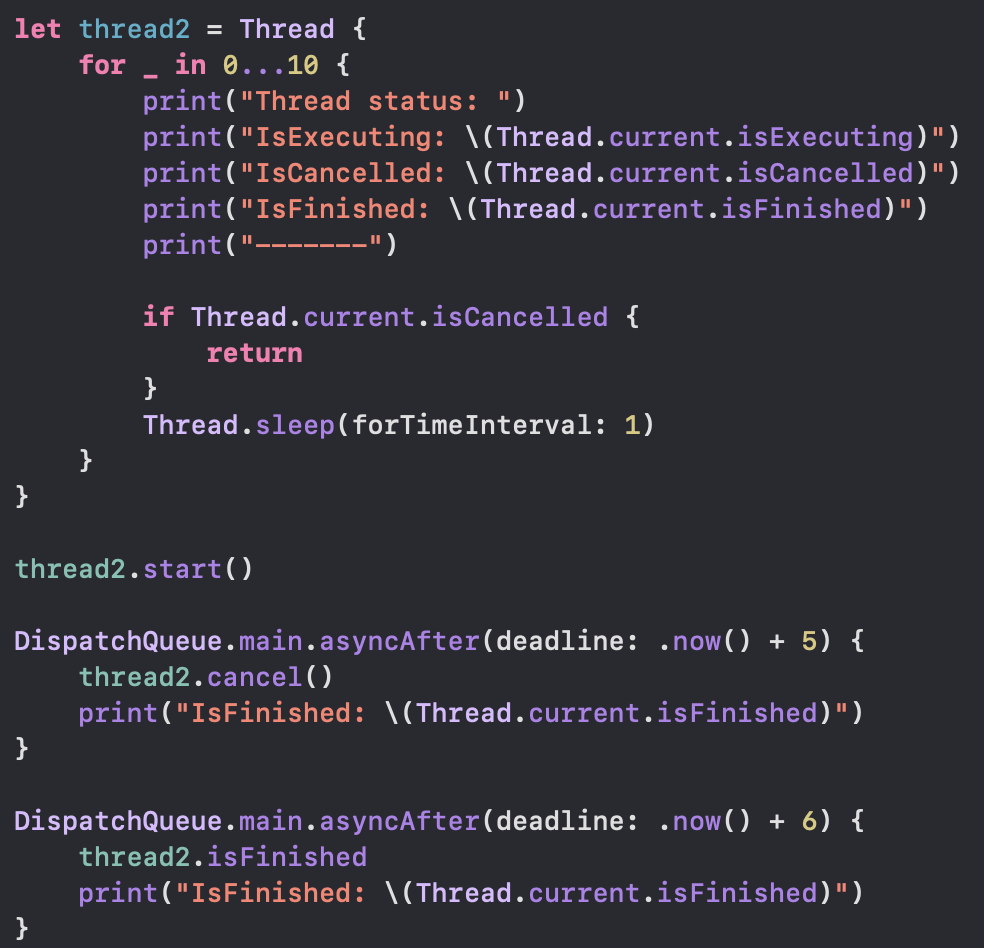 let thread2 = Thread {
    for _ in 0...10 {
        print("Thread status: ")
        print("IsExecuting: \(Thread.current.isExecuting)")
        print("IsCancelled: \(Thread.current.isCancelled)")
        print("IsFinished: \(Thread.current.isFinished)")
        print("-------")

        if Thread.current.isCancelled {
            return
        }
        Thread.sleep(forTimeInterval: 1)
    }
}

thread2.start()

DispatchQueue.main.asyncAfter(deadline: .now() + 5) {
    thread2.cancel()
    print("IsFinished: \(Thread.current.isFinished)")
}

DispatchQueue.main.asyncAfter(deadline: .now() + 6) {
    thread2.isFinished
    print("IsFinished: \(Thread.current.isFinished)")
}